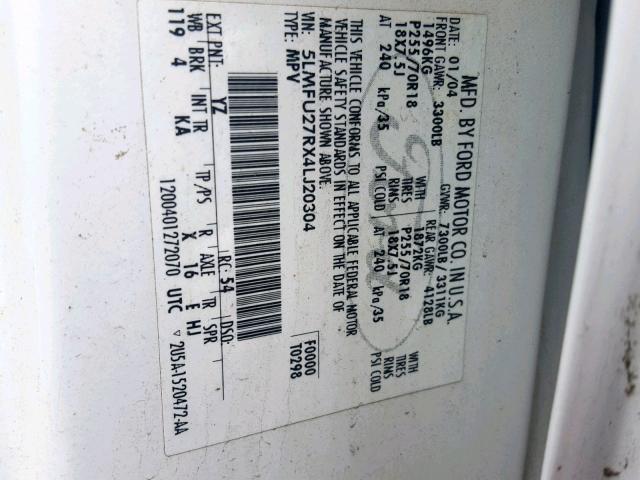 MFD. BY FORD MOTOR CO. IN U.S.A.
DATE: 01/04 GVWR: 7300LB/3311KG
FRONT GAWR: 3300LB REAR GAWR: 4128LB
1496KG WITH 1872KG WITH
P255/70R18 TIRES P255/70R18 TIRES
18X7.5J RIMS 18X7.5J RIMS
AT 240 kPa/35 PSI COLD AT 240 kPa/35 PSI COLD
THIS VEHICLE CONFORMS TO ALL APPLICABLE FEDERAL MOTOR
VEHICLE SAFETY STANDARDS IN EFFECT ON THE DATE OF
MANUFACTURE SHOWN ABOVE.
VIN: 5LMFU27RX4LJ20304 F0000
TYPE: MPV T0298
EXT PNT: YZ RC: 54 DSO:
WB BRK INT TR TP/PS R AXLE TR SPR
119 4 KA X 16 E HJ
1200401272070 UTC ▽ 2U5A-1520472-AA